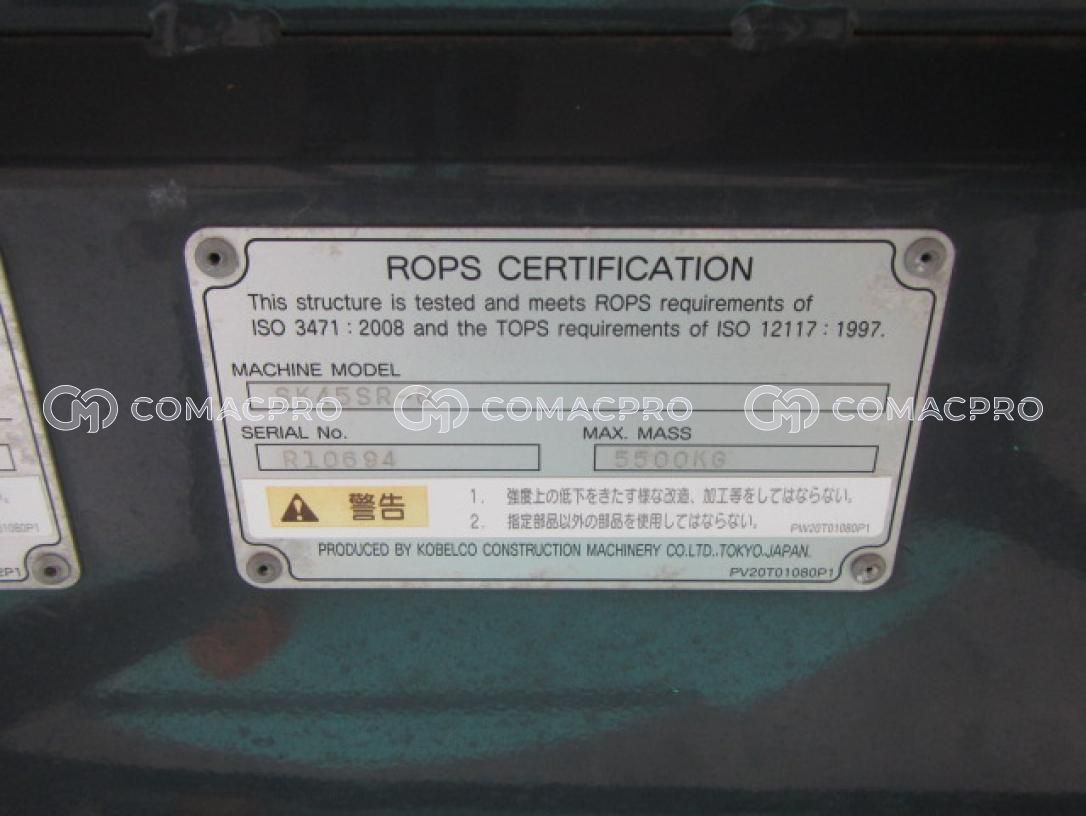 ROPS CERTIFICATION
This structure is tested and meets ROPS requirements of
ISO 3471 : 2008 and the TOPS requirements of ISO 12117 : 1997.
MACHINE MODEL
SK45SR
COMACPRO COMACPRO COMACPRO
SERIAL No. MAX. MASS
R10694 5500KG
警告
1. 強度上の低下をきたす様な改造、加工等をしてはならない。
2. 指定部品以外の部品を使用してはならない。
PW20T01080P1
PRODUCED BY KOBELCO CONSTRUCTION MACHINERY CO.LTD.,TOKYO.JAPAN.
PV20T01080P1
01080P1
2P1